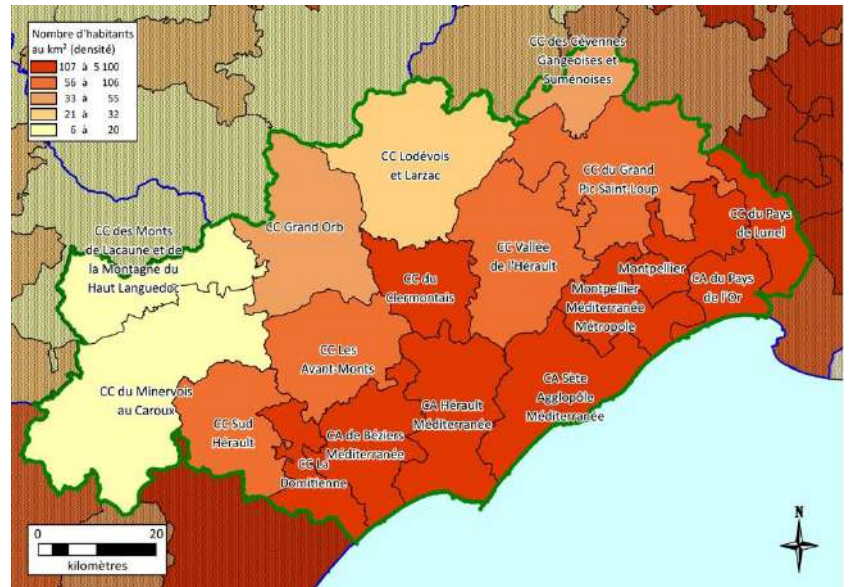 Nombre d'habitants
au km² (densité)
107 à 5 100
56 à 106
33 à 55
21 à 32
6 à 20
CC des Cévennes
Gangeoises et
Suménoises
CC Lodévois
et Larzac
CC du Grand
Pic Saint-Loup
CC du Pays
de Lunel
CC Grand Orb
CC des Monts
de Lacaune et de
la Montagne du
Haut Languedoc
CC Vallée
de l'Hérault
CC du
Clermontais
Montpellier
CA du Pays
de l'Or
Montpellier
Méditerranée
Métropole
CC Les
Avant-Monts
CC du Minervois
au Caroux
CA Sète
Agglopôle
Méditerranée
CA Hérault
Méditerranée
CC Sud
Hérault
CA de Béziers
Méditerranée
CC La
Domitienne
0 20
kilomètres
N